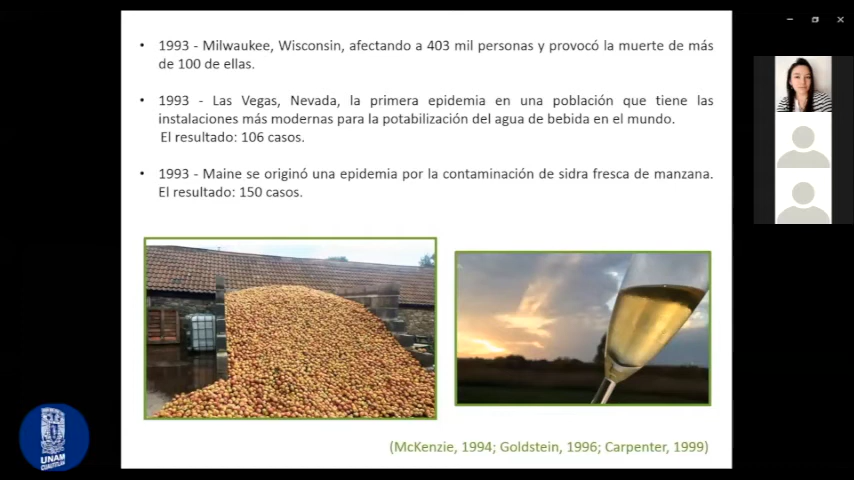 • 1993 - Milwaukee, Wisconsin, afectando a 403 mil personas y provocó la muerte de más
de 100 de ellas.
• 1993 - Las Vegas, Nevada, la primera epidemia en una población que tiene las
instalaciones más modernas para la potabilización del agua de bebida en el mundo.
El resultado: 106 casos.
• 1993 - Maine se originó una epidemia por la contaminación de sidra fresca de manzana.
El resultado: 150 casos.
(McKenzie, 1994; Goldstein, 1996; Carpenter, 1999)
UNAM
CUAUTITLÁN